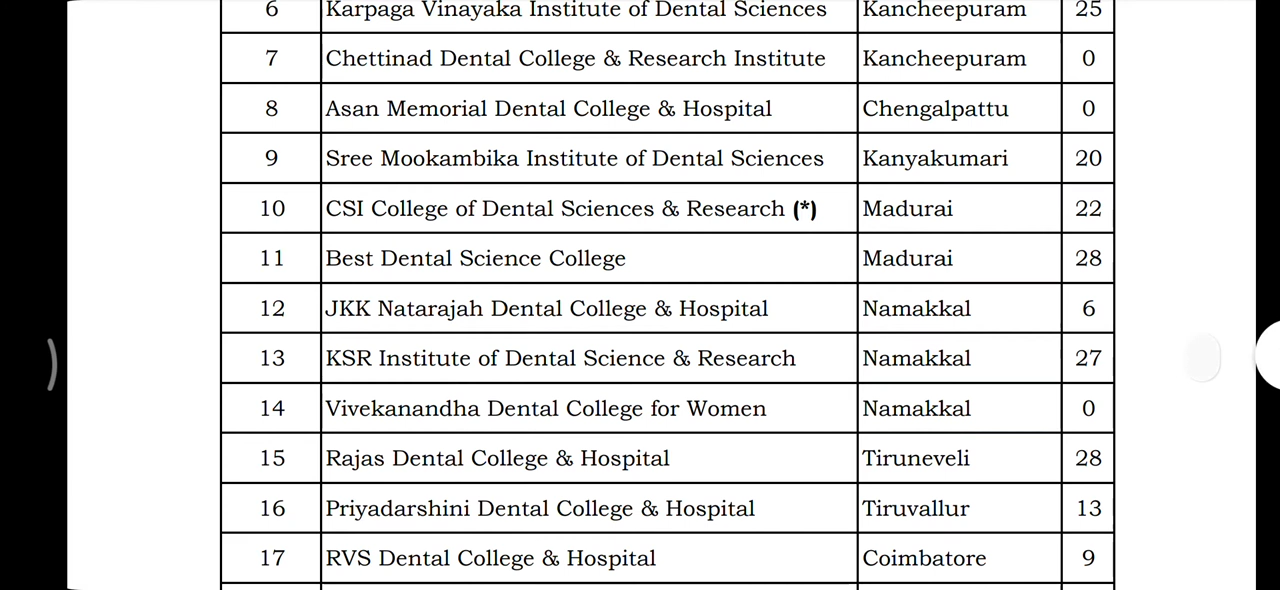 6 Karpaga Vinayaka Institute of Dental Sciences Kancheepuram 25
7 Chettinad Dental College & Research Institute Kancheepuram 0
8 Asan Memorial Dental College & Hospital Chengalpattu 0
9 Sree Mookambika Institute of Dental Sciences Kanyakumari 20
10 CSI College of Dental Sciences & Research (*) Madurai 22
11 Best Dental Science College Madurai 28
12 JKK Natarajah Dental College & Hospital Namakkal 6
13 KSR Institute of Dental Science & Research Namakkal 27
14 Vivekanandha Dental College for Women Namakkal 0
15 Rajas Dental College & Hospital Tiruneveli 28
16 Priyadarshini Dental College & Hospital Tiruvallur 13
17 RVS Dental College & Hospital Coimbatore 9